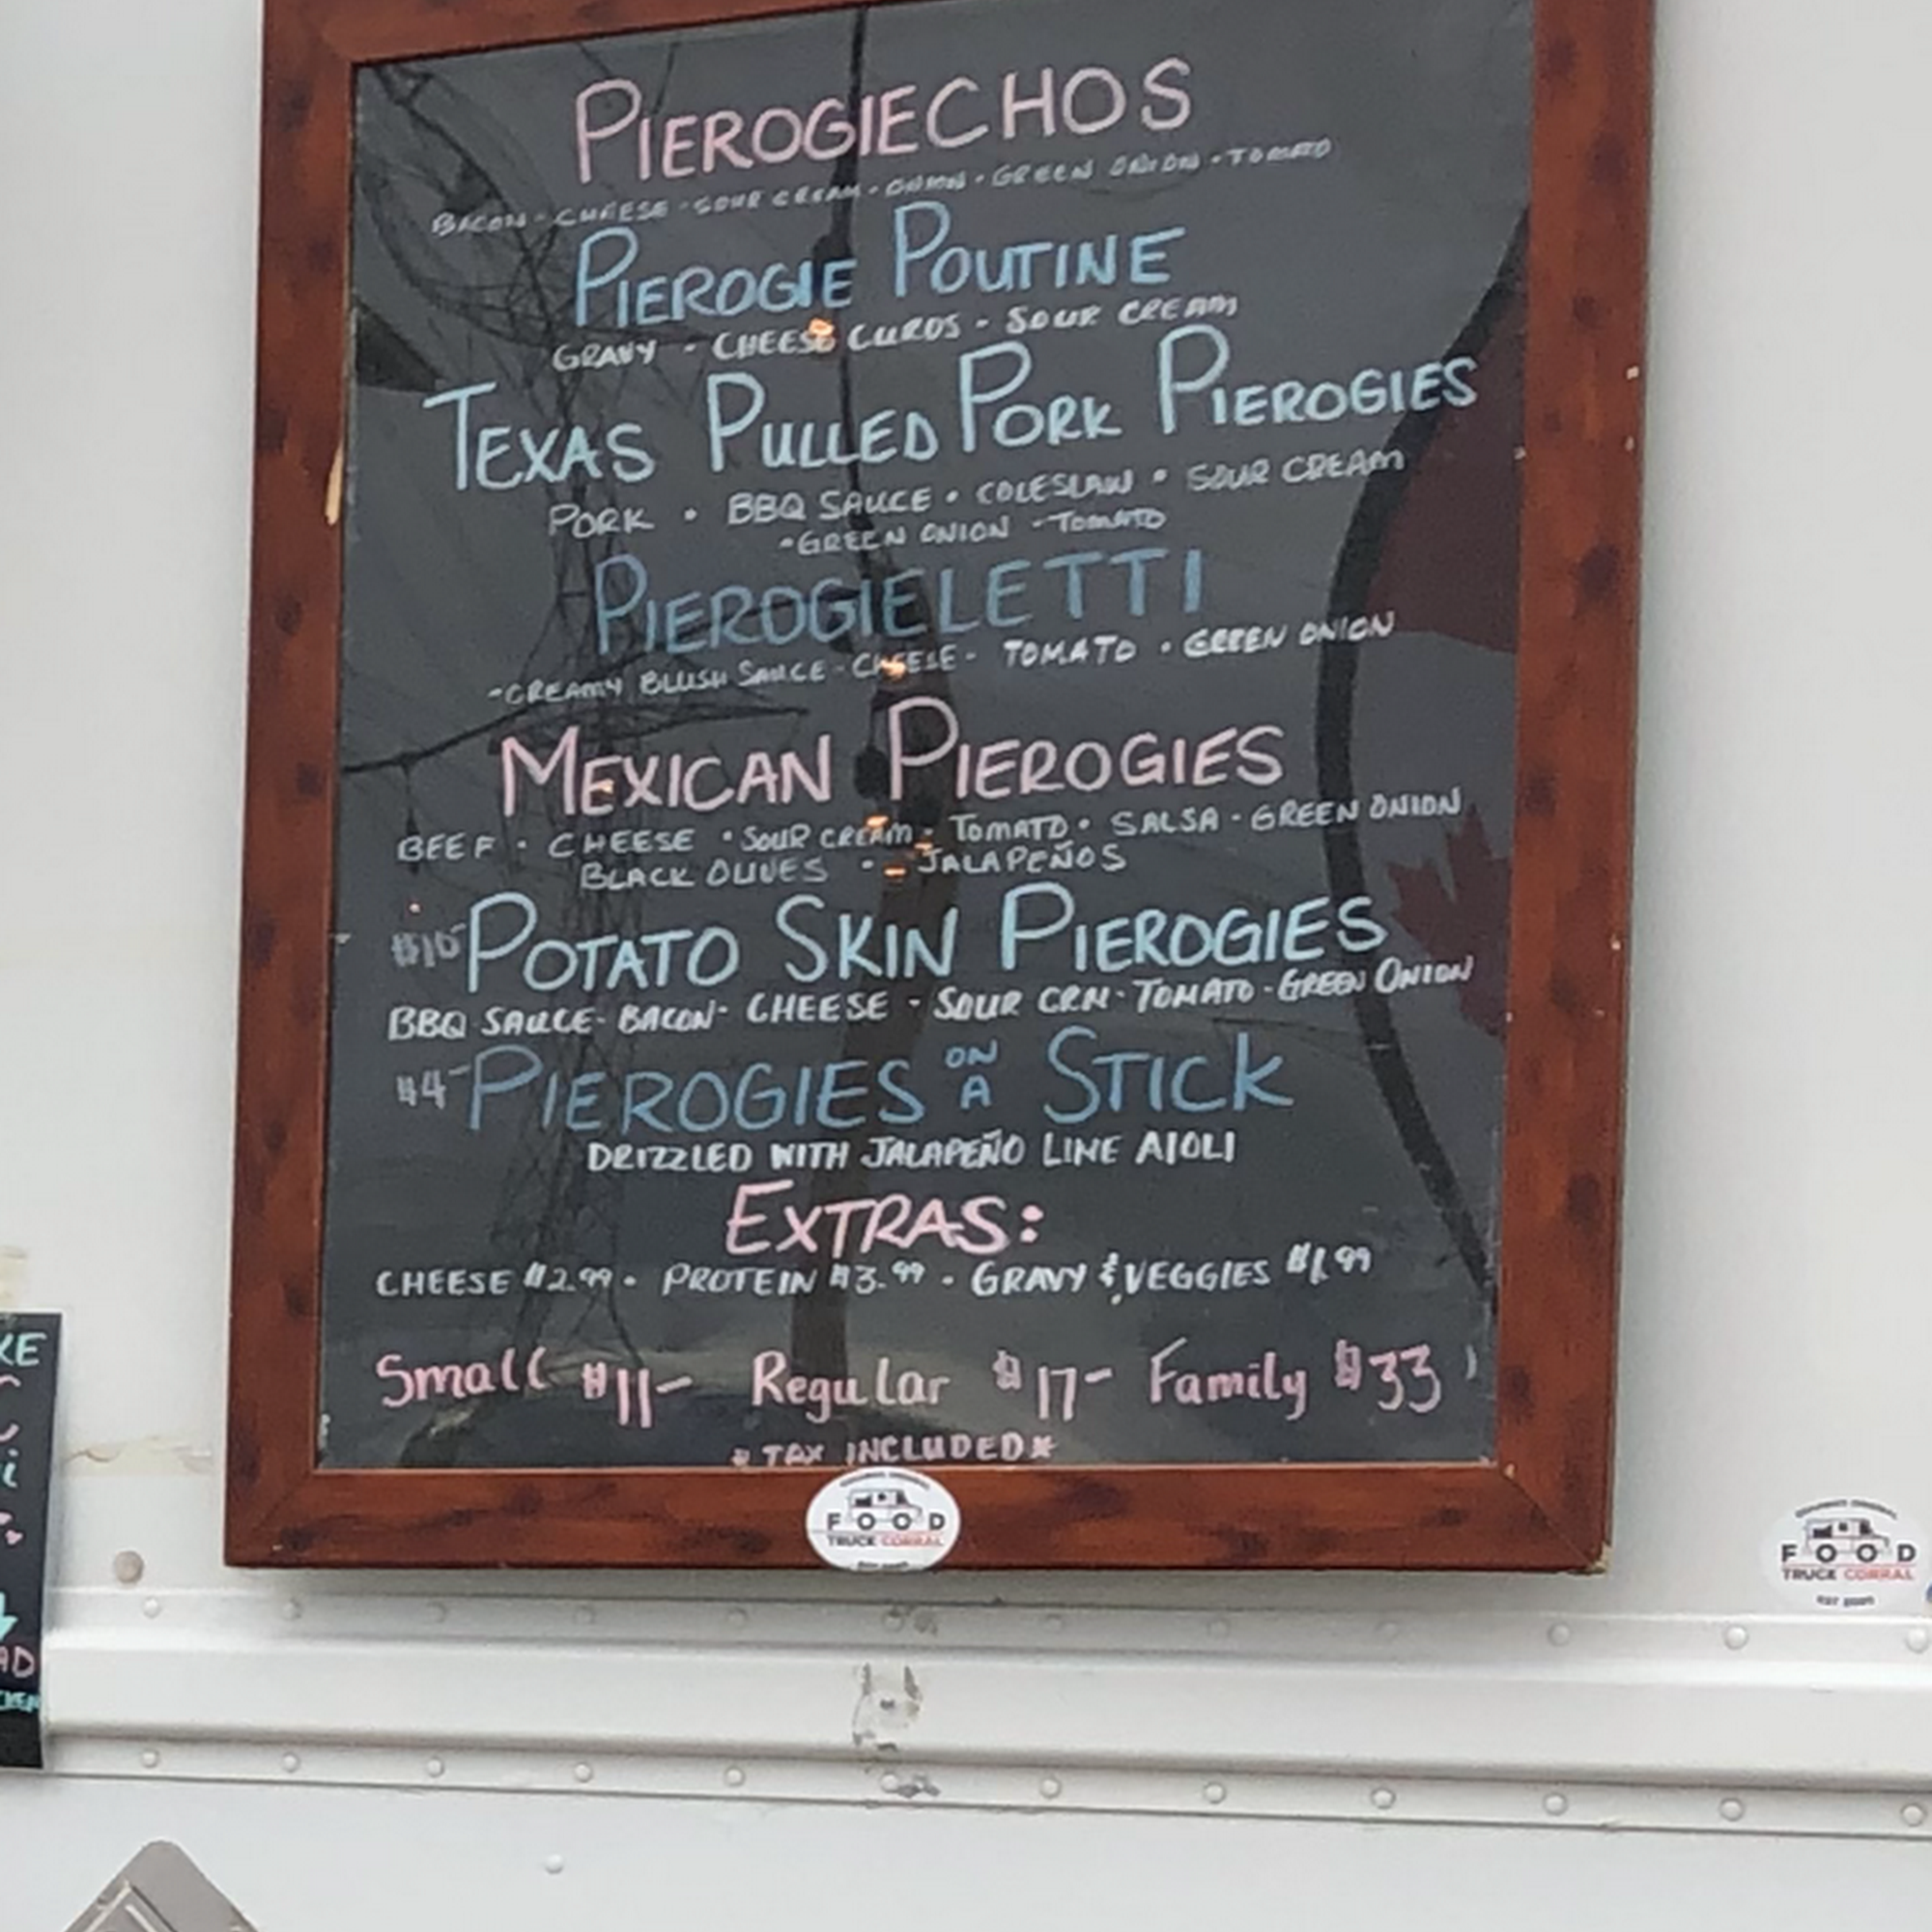 PIEROGIECHOS
BACON - CHEESE - SOUR CREAM - ONION - GREEN ONION - TOMATO
PIEROGIE POUTINE
GRAVY - CHEESE CURDS - SOUR CREAM
TEXAS PULLED PORK PIEROGIES
PORK • BBQ SAUCE • COLESLAW • SOUR CREAM
-GREEN ONION - TOMATO
PIEROGIELETTI
-CREAMY BLUSH SAUCE - CHEESE - TOMATO • GREEN ONION
MEXICAN PIEROGIES
BEEF • CHEESE • SOUR CREAM - TOMATO • SALSA - GREEN ONION
BLACK OLIVES • - JALAPEÑOS
$10- POTATO SKIN PIEROGIES
BBQ SAUCE - BACON - CHEESE - SOUR CRM - TOMATO - GREEN ONION
$4- PIEROGIES ON A STICK
DRIZZLED WITH JALAPEÑO LIME AIOLI
EXTRAS:
CHEESE $2.99 • PROTEIN $3.99 • GRAVY & VEGGIES $1.99
Small $11- Regular $17- Family $33
*TAX INCLUDED*
FOOD
TRUCK CORRAL
FOOD
TRUCK CORRAL
KE
i
AD